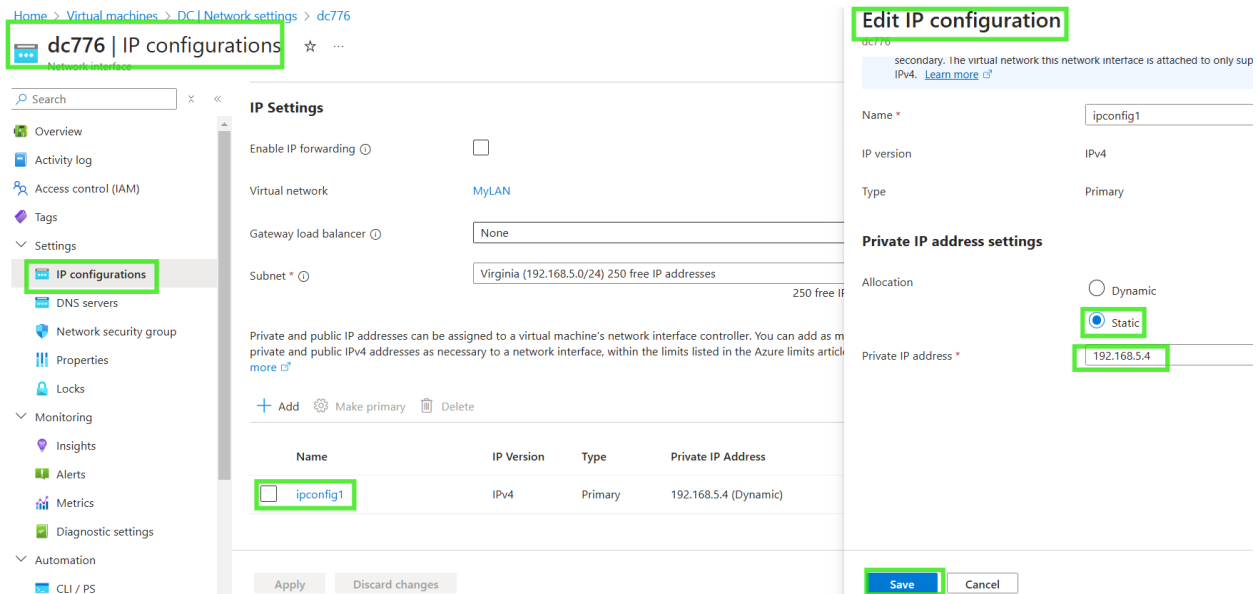 Home > Virtual machines > DC | Network settings > dc776
dc776 | IP configurations
Network interface
Search
Overview
Activity log
Access control (IAM)
Tags
Settings
IP configurations
DNS servers
Network security group
Properties
Locks
Monitoring
Insights
Alerts
Metrics
Diagnostic settings
Automation
CLI / PS
IP Settings
Enable IP forwarding
Virtual network MyLAN
Gateway load balancer None
Subnet * Virginia (192.168.5.0/24) 250 free IP addresses
250 free IP
Private and public IP addresses can be assigned to a virtual machine's network interface controller. You can add as m
private and public IPv4 addresses as necessary to a network interface, within the limits listed in the Azure limits article
more
+ Add Make primary Delete
Name IP Version Type Private IP Address
ipconfig1 IPv4 Primary 192.168.5.4 (Dynamic)
Apply Discard changes
Edit IP configuration
dc776
secondary. The virtual network this network interface is attached to only sup
IPv4. Learn more
Name * ipconfig1
IP version IPv4
Type Primary
Private IP address settings
Allocation Dynamic
Static
Private IP address * 192.168.5.4
Save Cancel